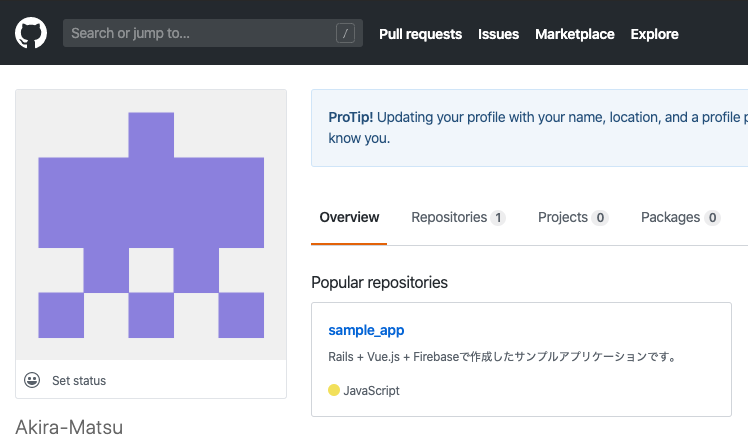 Search or jump to... /
Pull requests Issues Marketplace Explore
ProTip! Updating your profile with your name, location, and a profile
know you.
Overview Repositories 1 Projects 0 Packages 0
Popular repositories
sample_app
Rails + Vue.js + Firebaseで作成したサンプルアプリケーションです。
JavaScript
Set status
Akira-Matsu